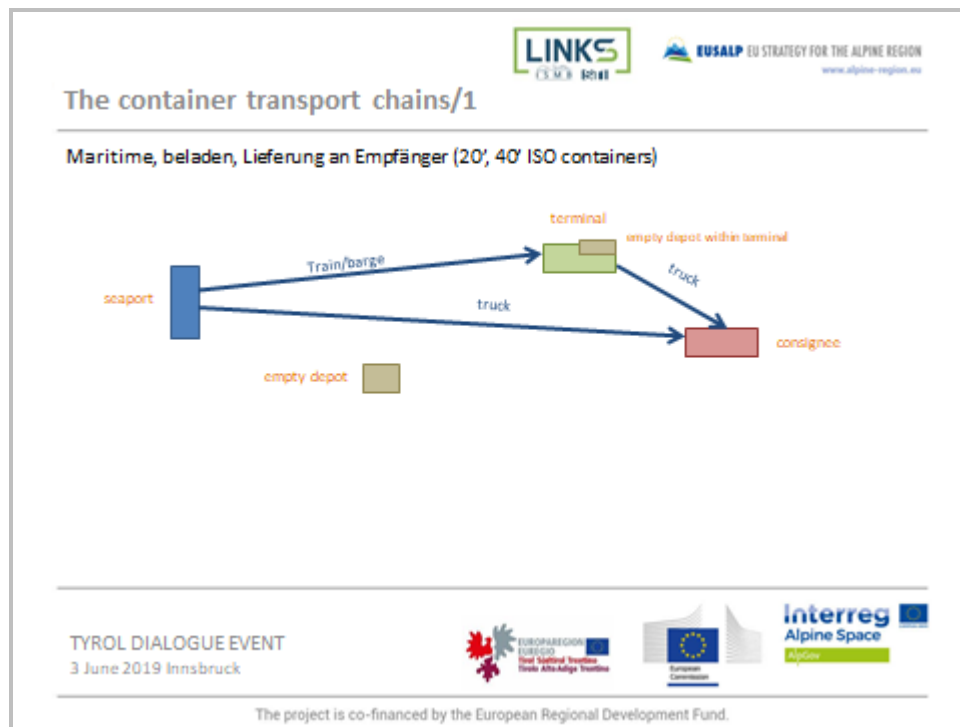 LINKS
EUSALP EU STRATEGY FOR THE ALPINE REGION
www.alpine-region.eu
The container transport chains/1
Maritime, beladen, Lieferung an Empfänger (20’, 40’ ISO containers)
terminal
empty depot within terminal
Train/barge
truck
seaport
truck
consignee
empty depot
TYROL DIALOGUE EVENT
3 June 2019 Innsbruck
EUROPAREGION
EUREGIO
Tirol Südtirol Trentino
Tirolo Alto Adige Trentino
European
Commission
Interreg
Alpine Space
AlpGov
The project is co-financed by the European Regional Development Fund.